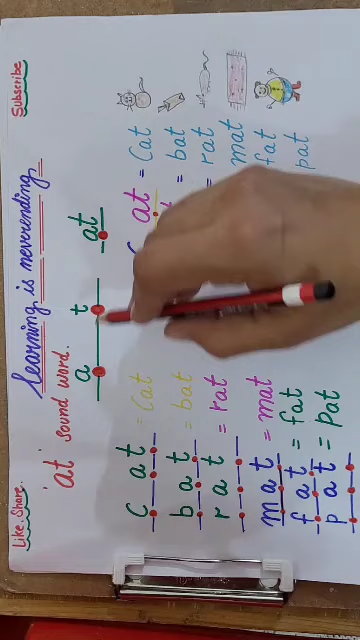 Like. Share. Subscribe
learning is neverending
'at' sound word.
a t at
c at = Cat at = Cat
b a t = bat = bat
r a t = rat = rat
m a t = mat mat
f a t = fat fat
p a t = Pat pat